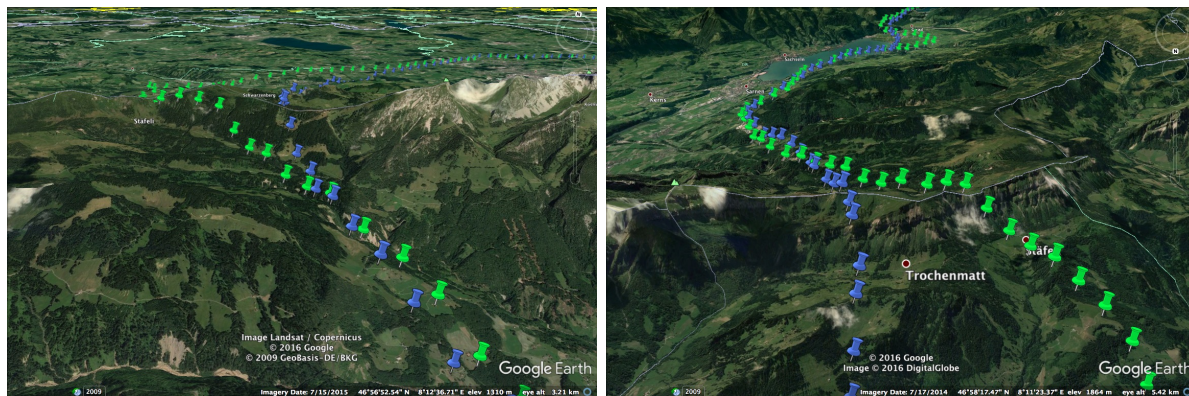 Schwarzenberg
Stäfeli
Image Landsat / Copernicus
© 2016 Google
© 2009 GeoBasis-DE/BKG
Google Earth
2009
Imagery Date: 7/15/2015 46°56'52.54" N 8°12'36.71" E elev 1310 m eye alt 3.21 km
N
Sachseln
Sarnen
Kerns
Stäfe
Trochenmatt
© 2016 Google
Image © 2016 DigitalGlobe
Google Earth
2009
Imagery Date: 7/17/2014 46°58'17.47" N 8°11'23.37" E elev 1864 m eye alt 5.42 km
N